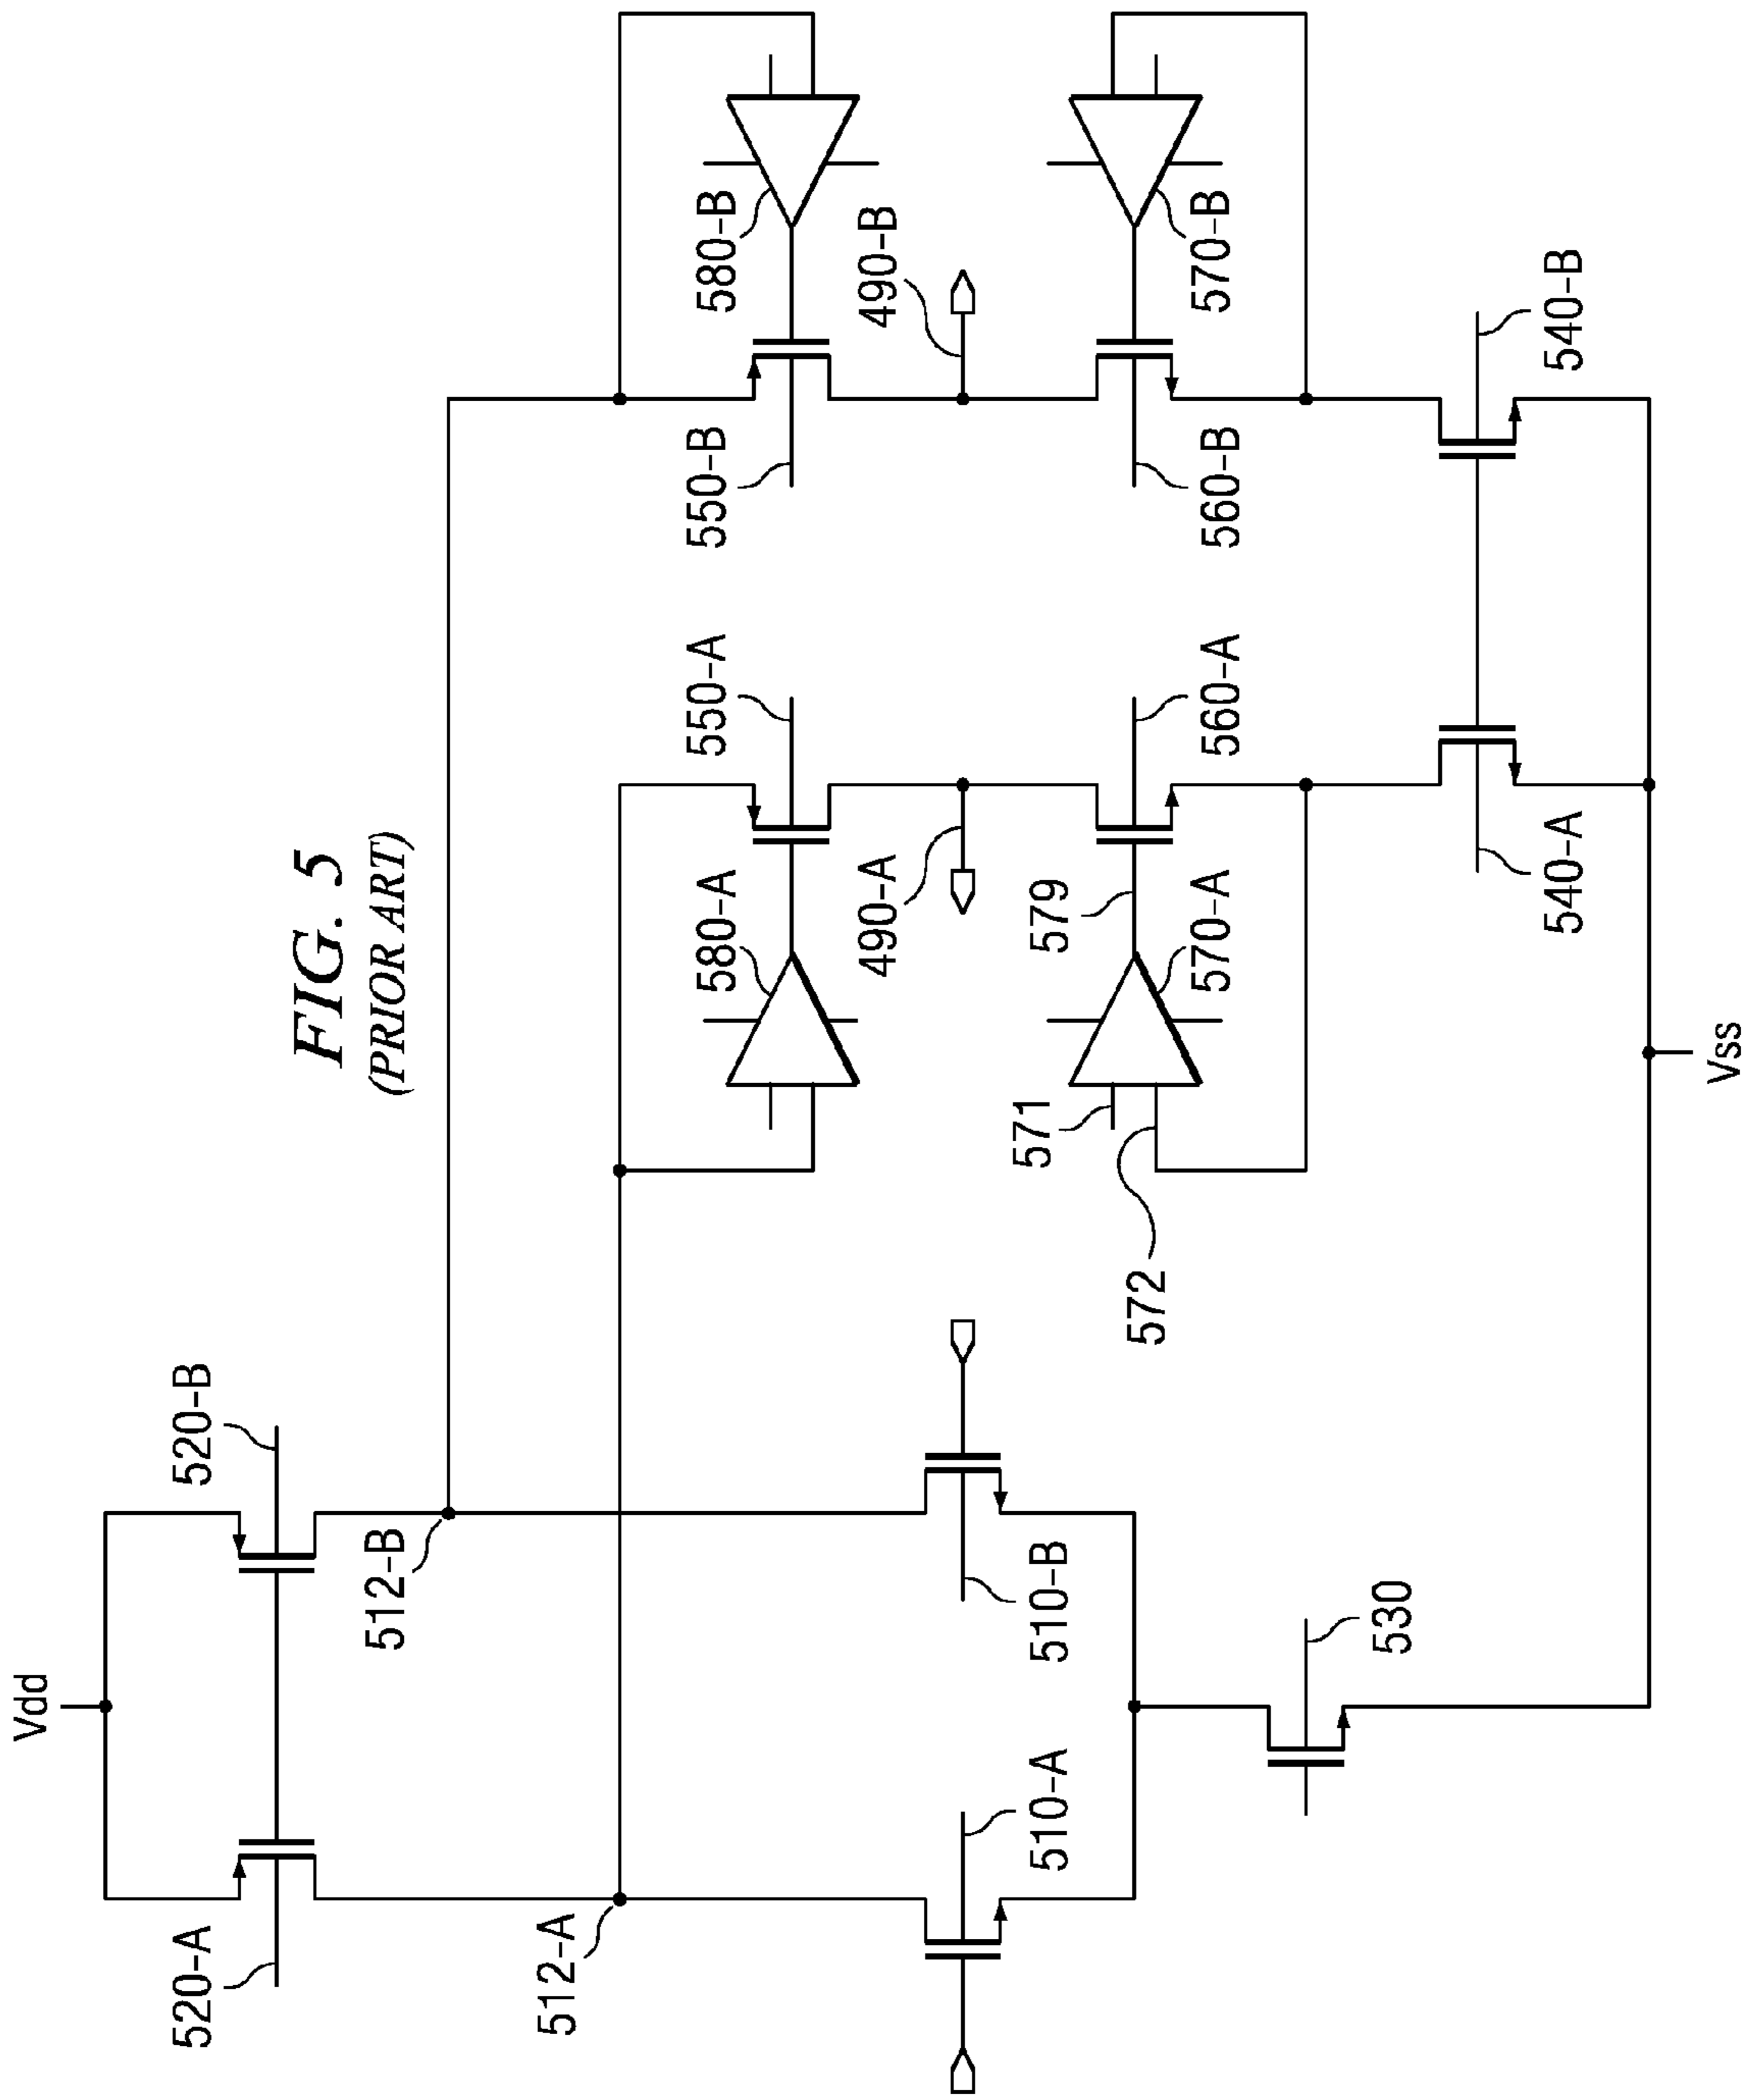 FIG. 5
(PRIOR ART)
Vdd
520-A
520-B
512-B
512-A
510-A
510-B
530
580-A
550-A
550-B
580-B
490-A
490-B
571
579
572
570-A
560-A
560-B
570-B
540-A
540-B
Vss